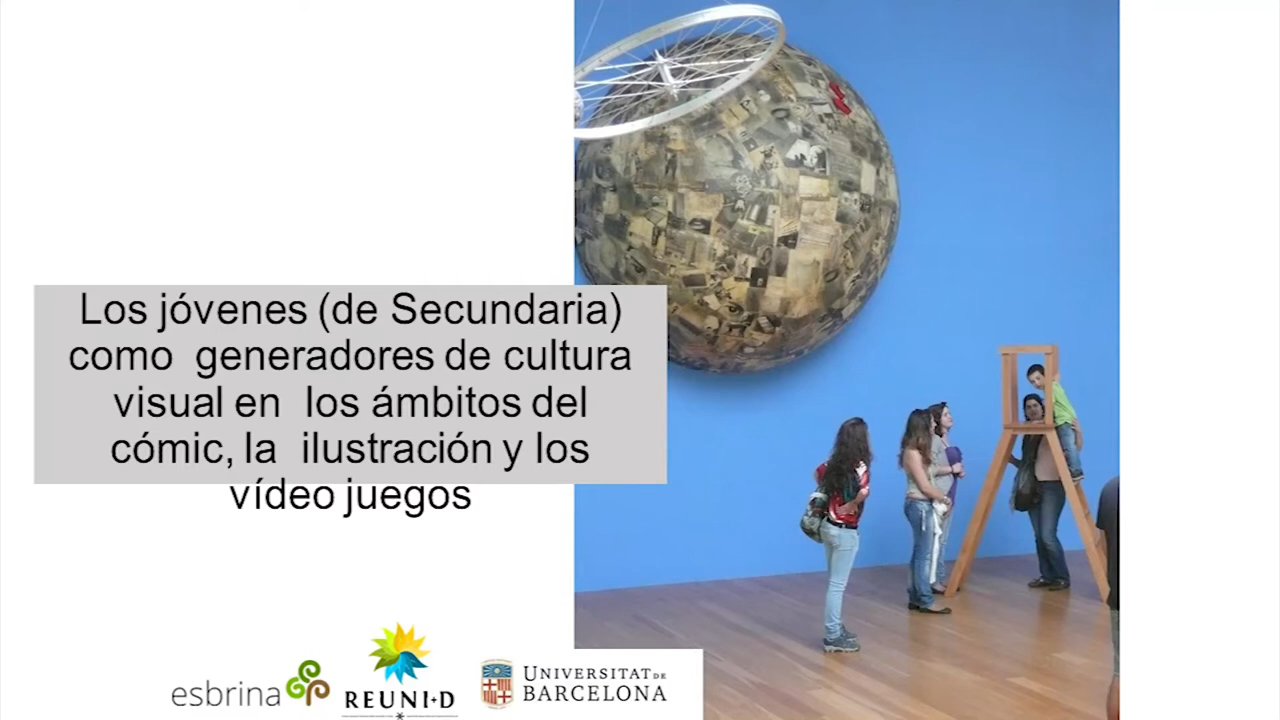 Los jóvenes (de Secundaria)
como generadores de cultura
visual en los ámbitos del
cómic, la ilustración y los
vídeo juegos
esbrina
REUNI+D
UNIVERSITAT DE
BARCELONA